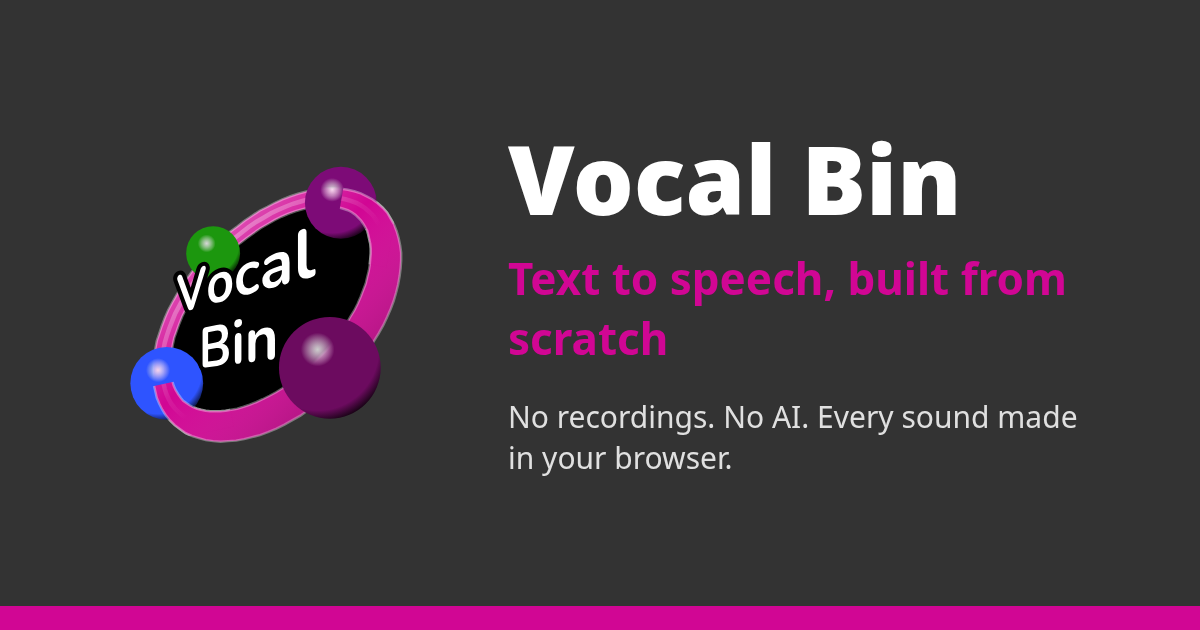 Vocal
Bin
Vocal Bin
Text to speech, built from
scratch
No recordings. No AI. Every sound made
in your browser.